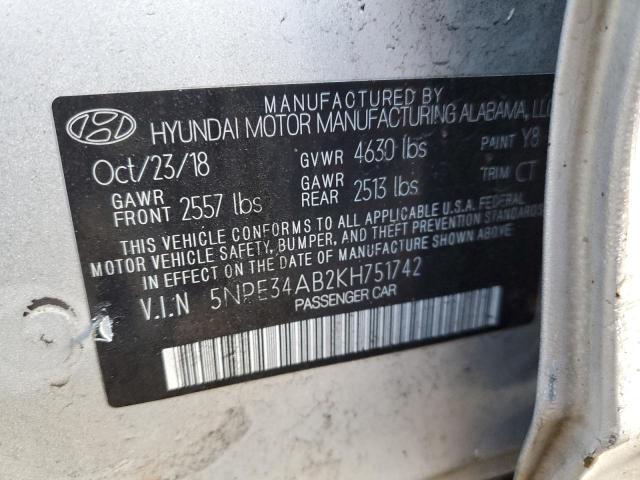 MANUFACTURED BY
HYUNDAI MOTOR MANUFACTURING ALABAMA, LLC
Oct/23/18 GVWR 4630 lbs PAINT Y8
GAWR FRONT 2557 lbs GAWR REAR 2513 lbs TRIM CT
THIS VEHICLE CONFORMS TO ALL APPLICABLE U.S.A. FEDERAL
MOTOR VEHICLE SAFETY, BUMPER, AND THEFT PREVENTION STANDARDS
IN EFFECT ON THE DATE OF MANUFACTURE SHOWN ABOVE
V.I.N 5NPE34AB2KH751742
PASSENGER CAR